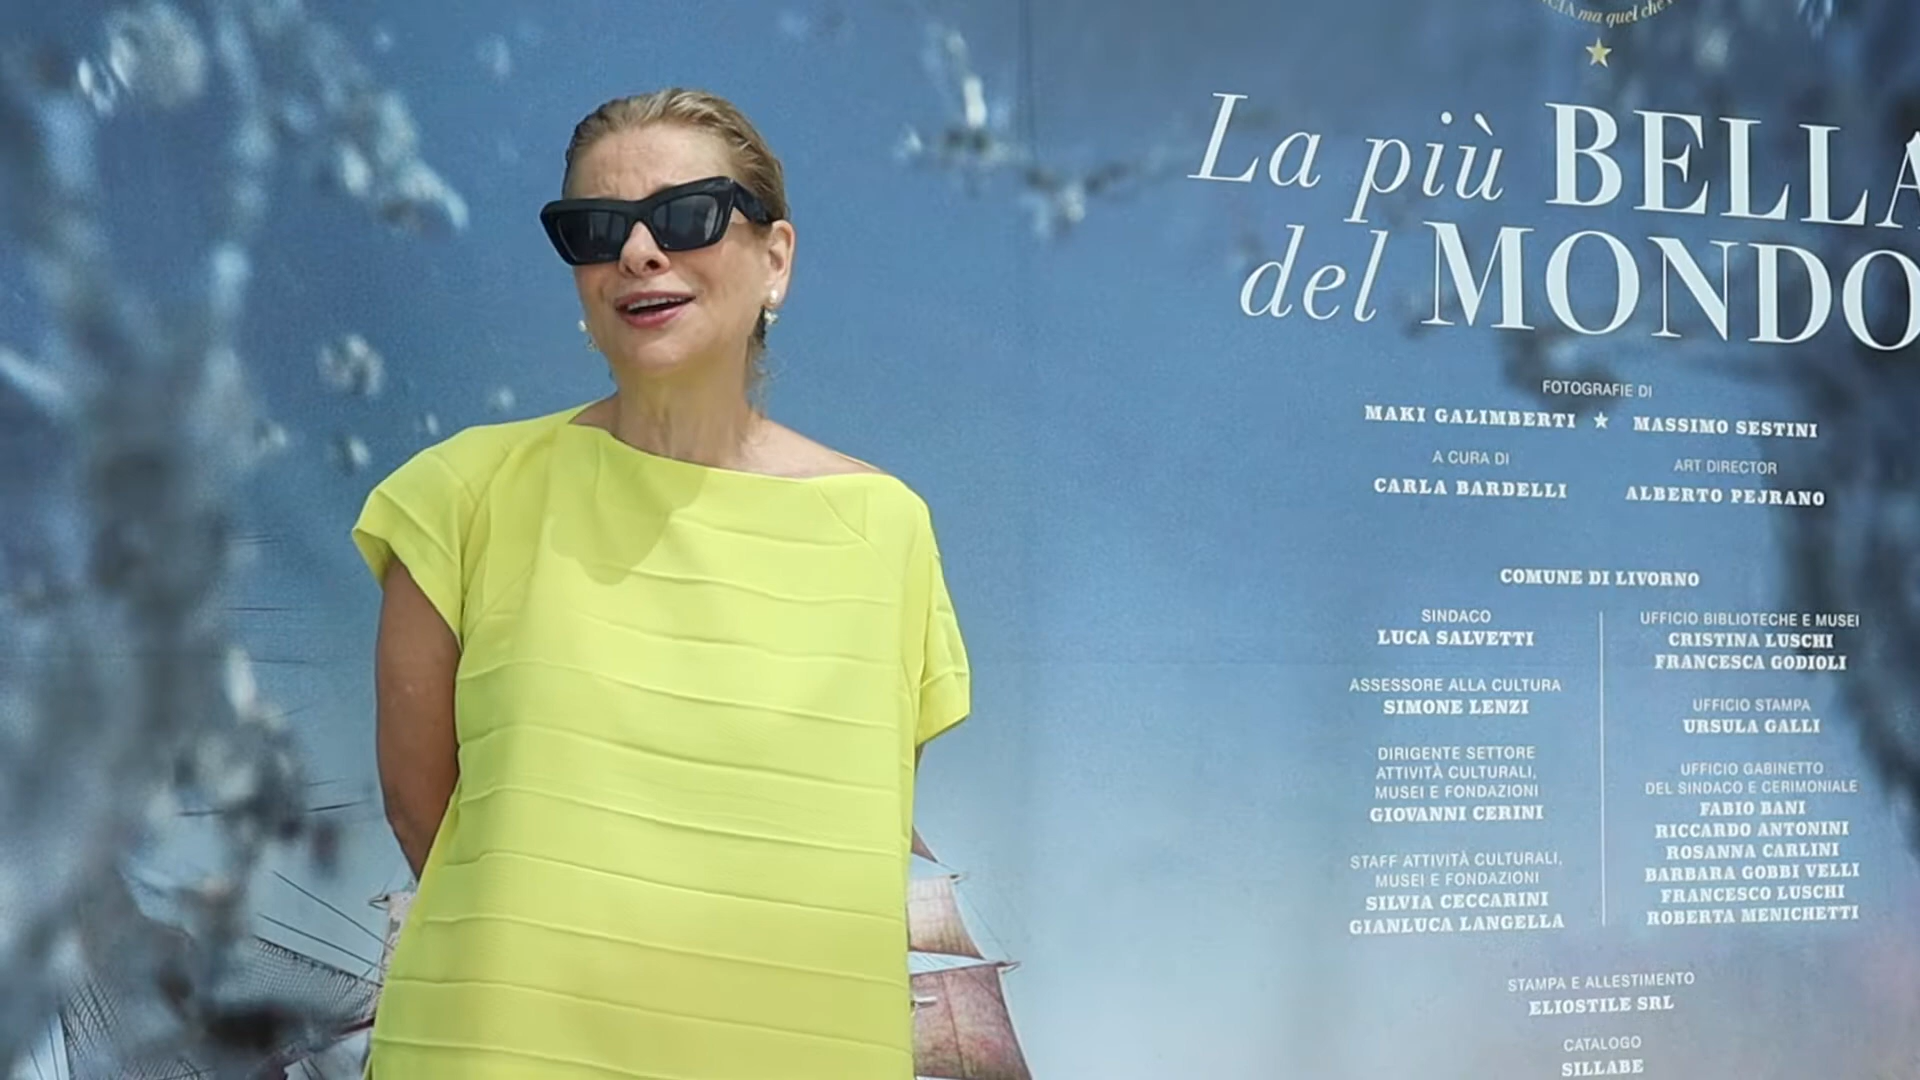 ma quel che
La più BELLA
del MONDO
FOTOGRAFIE DI
MAKI GALIMBERTI ★ MASSIMO SESTINI
A CURA DI
CARLA BARDELLI
ART DIRECTOR
ALBERTO PEJRANO
COMUNE DI LIVORNO
SINDACO
LUCA SALVETTI
ASSESSORE ALLA CULTURA
SIMONE LENZI
DIRIGENTE SETTORE
ATTIVITÀ CULTURALI,
MUSEI E FONDAZIONI
GIOVANNI CERINI
STAFF ATTIVITÀ CULTURALI,
MUSEI E FONDAZIONI
SILVIA CECCARINI
GIANLUCA LANGELLA
UFFICIO BIBLIOTECHE E MUSEI
CRISTINA LUSCHI
FRANCESCA GODIOLI
UFFICIO STAMPA
URSULA GALLI
UFFICIO GABINETTO
DEL SINDACO E CERIMONIALE
FABIO BANI
RICCARDO ANTONINI
ROSANNA CARLINI
BARBARA GOBBI VELLI
FRANCESCO LUSCHI
ROBERTA MENICHETTI
STAMPA E ALLESTIMENTO
ELIOSTILE SRL
CATALOGO
SILLABE